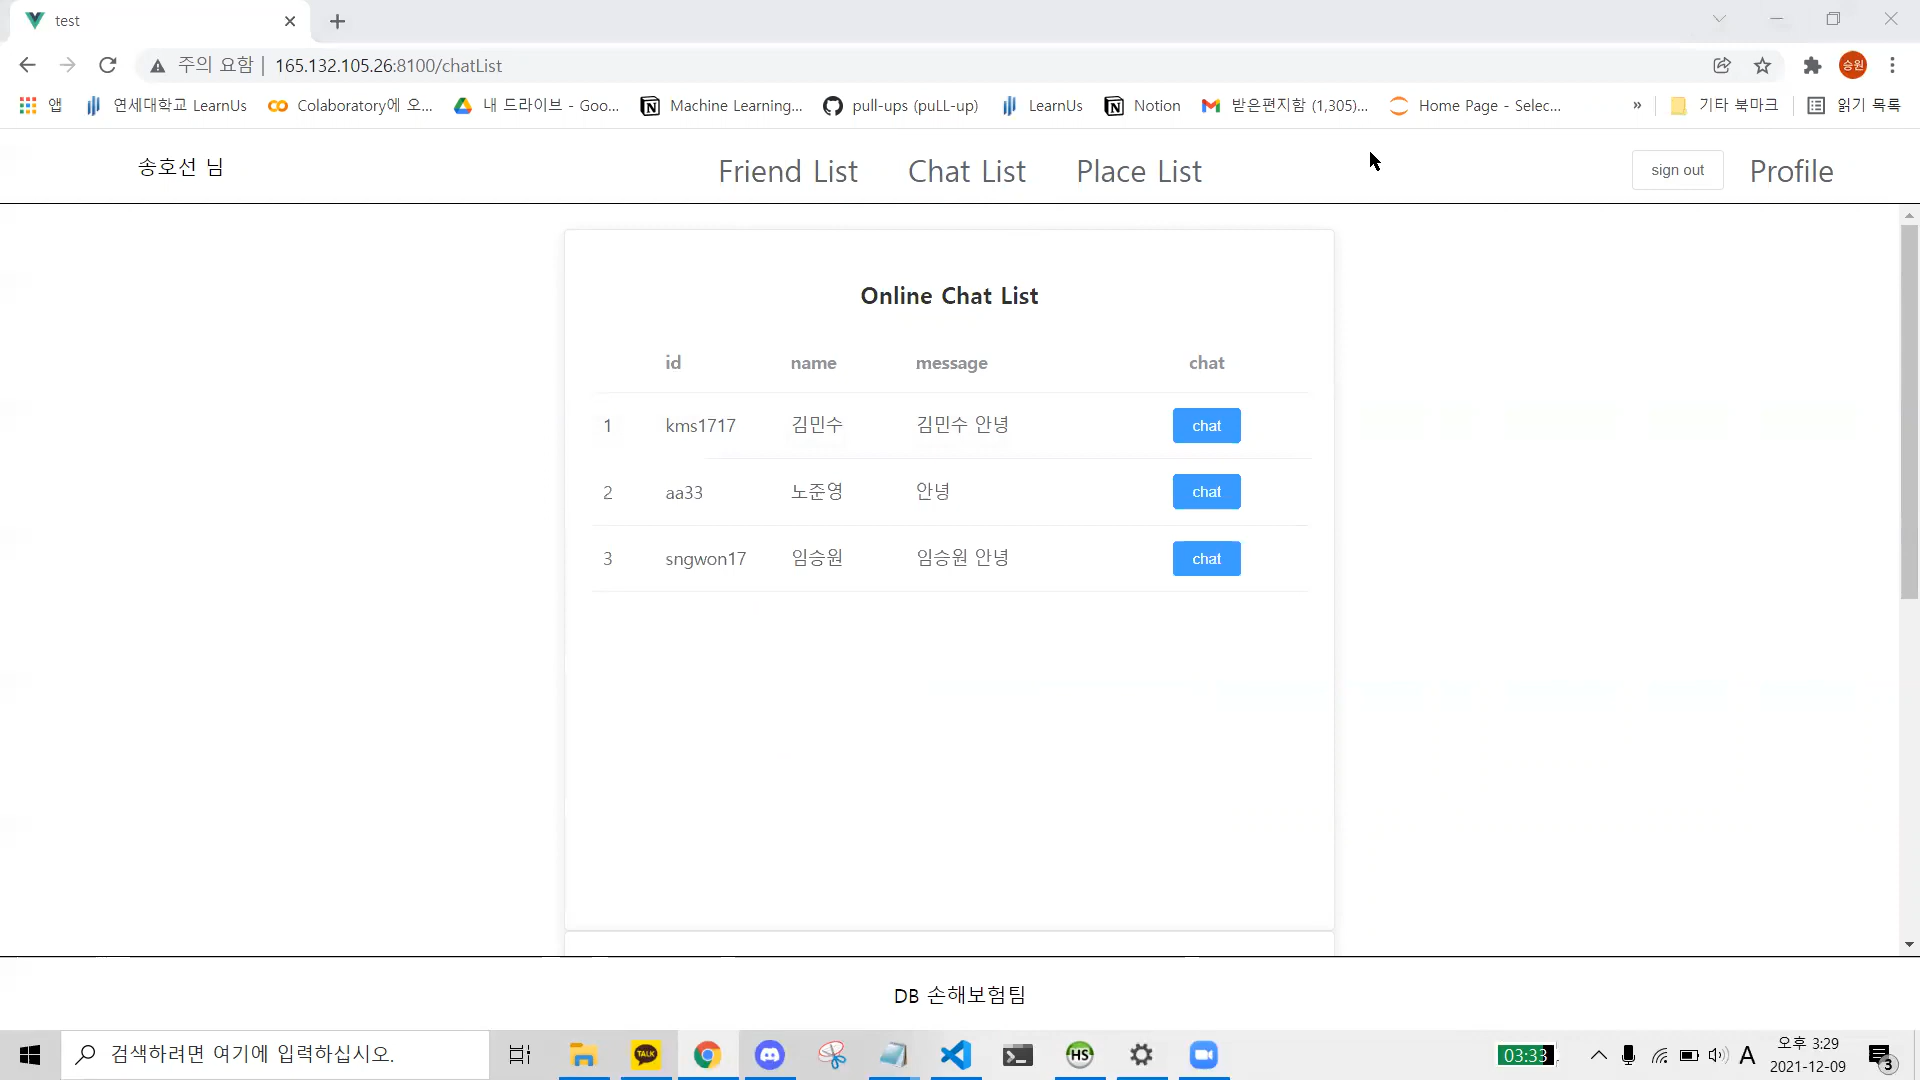 test
주의 요함 | 165.132.105.26:8100/chatList
승원
앱 연세대학교 LearnUs Colaboratory에 오... 내 드라이브 - Goo... Machine Learning... pull-ups (puLL-up) LearnUs Notion 받은편지함 (1,305)... Home Page - Selec... » 기타 북마크 읽기 목록
송호선 님 Friend List Chat List Place List sign out Profile
Online Chat List
id name message chat
1 kms1717 김민수 김민수 안녕 chat
2 aa33 노준영 안녕 chat
3 sngwon17 임승원 임승원 안녕 chat
DB 손해보험팀
검색하려면 여기에 입력하십시오.
TALK
HS
03:33
A
오후 3:29
2021-12-09
3